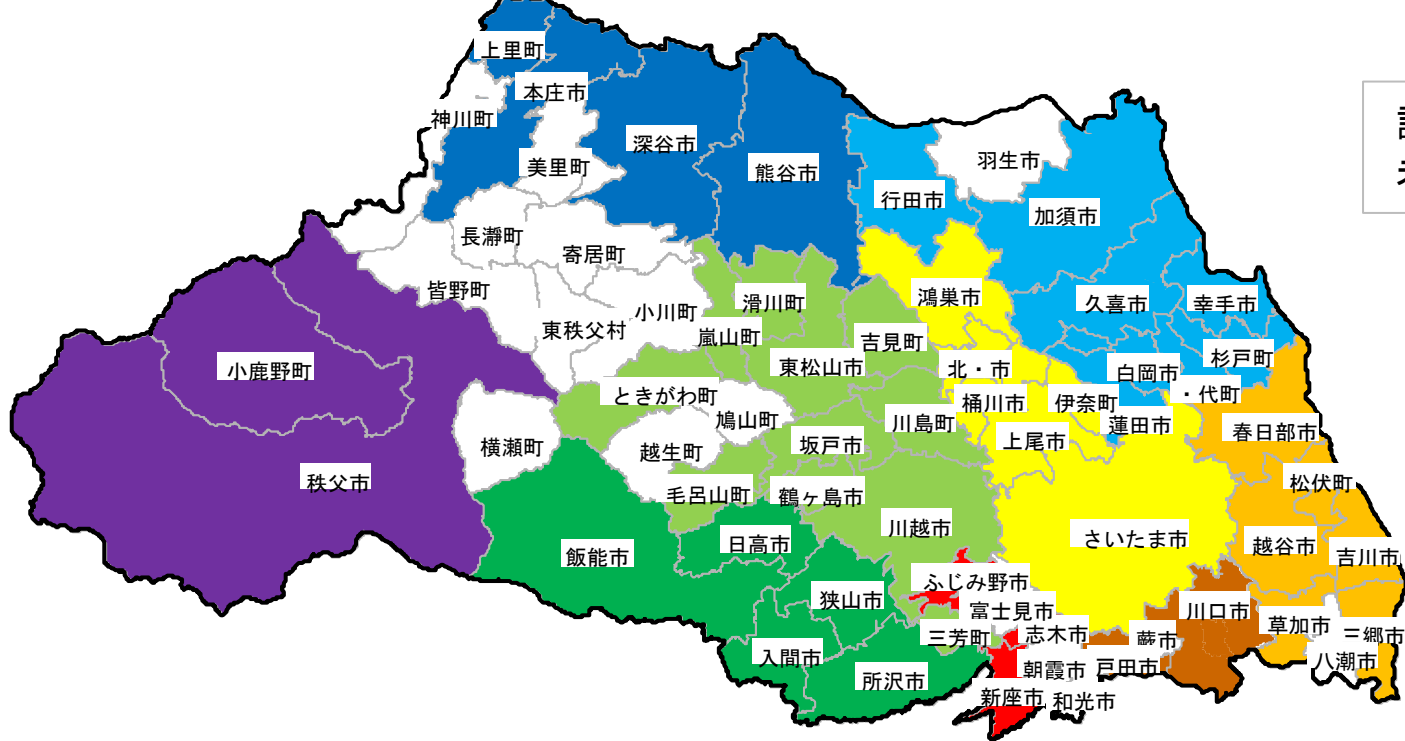 上里町
本庄市
神川町
深谷市
美里町
熊谷市
羽生市
行田市
加須市
長瀞町
寄居町
皆野町
滑川町
鴻巣市
久喜市
幸手市
小川町
東秩父村
嵐山町
吉見町
杉戸町
小鹿野町
東松山市
北・市
白岡市
ときがわ町
・代町
桶川市
伊奈町
鳩山町
川島町
蓮田市
春日部市
横瀬町
越生町
坂戸市
上尾市
秩父市
毛呂山町
鶴ヶ島市
松伏町
川越市
さいたま市
飯能市
日高市
越谷市
吉川市
ふじみ野市
狭山市
富士見市
川口市
三芳町
志木市
蕨市
草加市
三郷市
入間市
朝霞市
戸田市
八潮市
所沢市
新座市
和光市